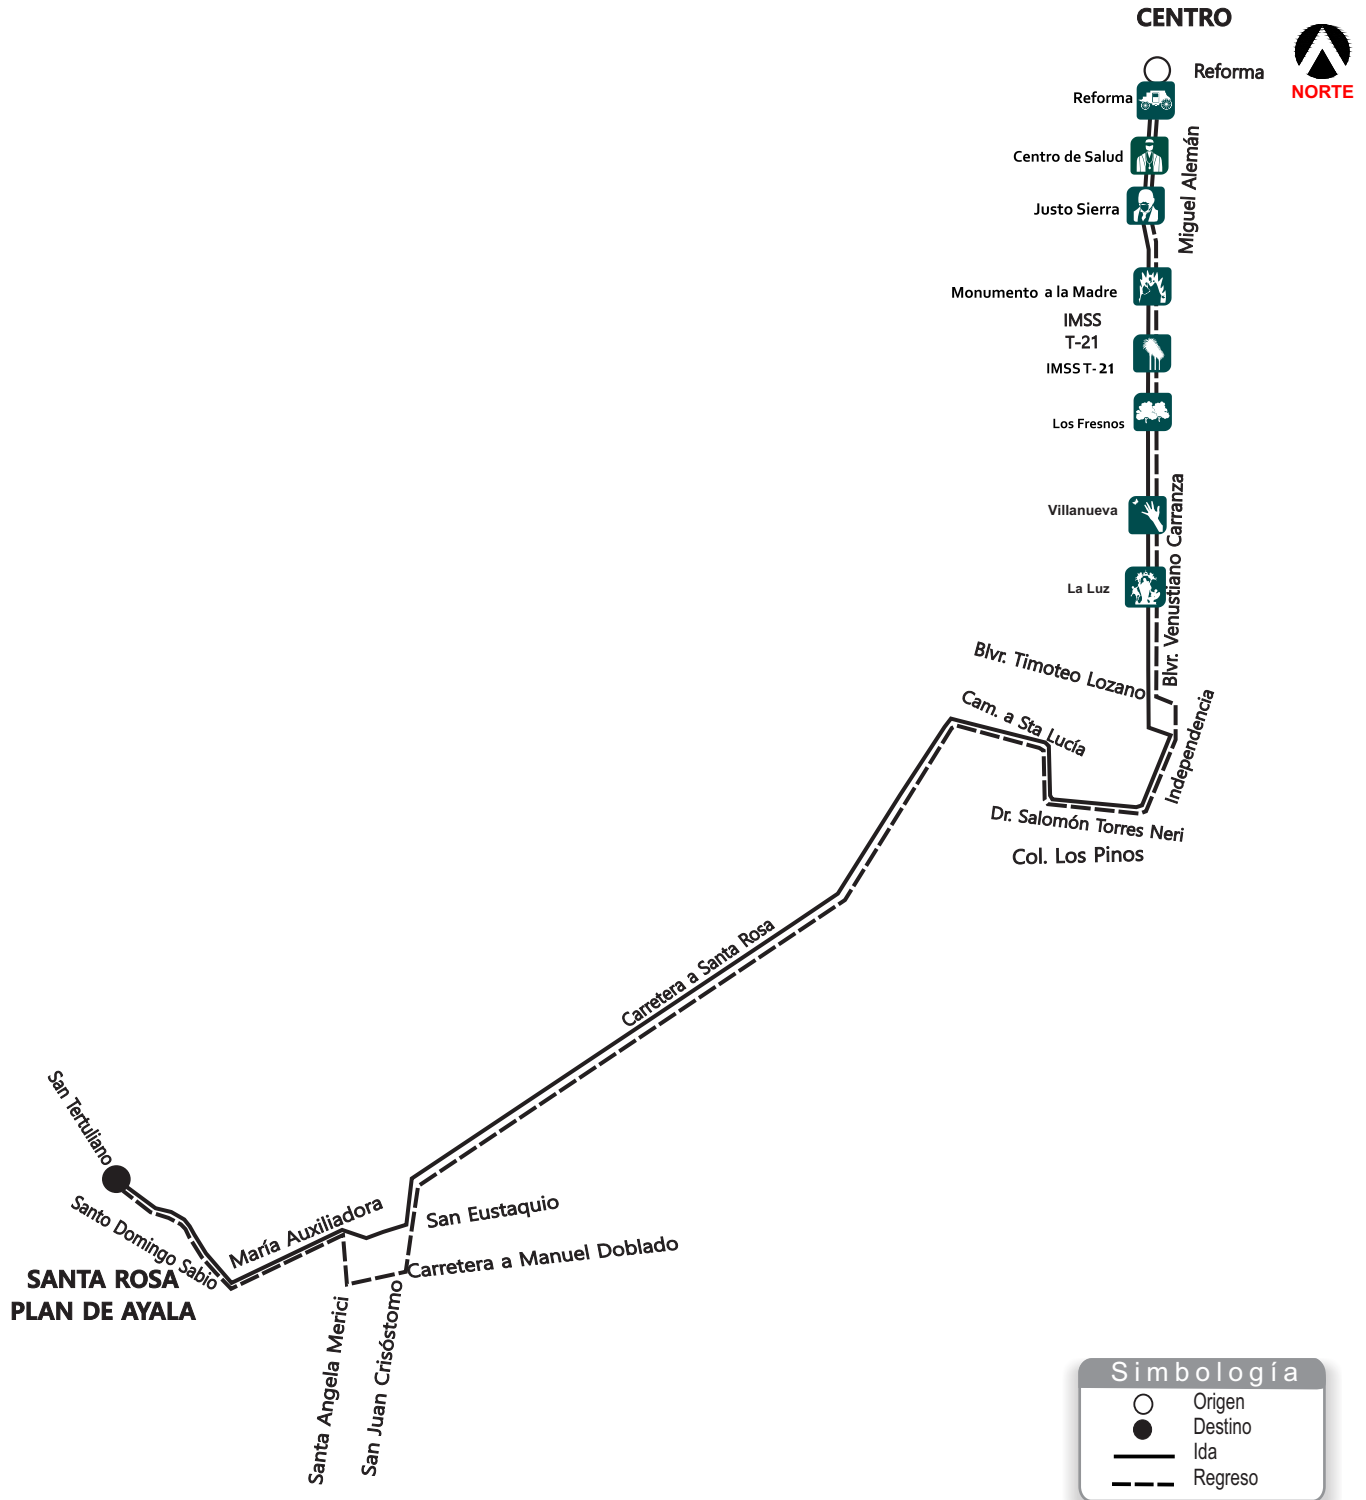 CENTRO
Reforma
NORTE
Reforma
Miguel Alemán
Centro de Salud
Justo Sierra
Monumento a la Madre
IMSS
T-21
IMSS T-21
Los Fresnos
Villanueva
Blvr. Venustiano Carranza
La Luz
Blvr. Timoteo Lozano
Cam. a Sta Lucía
Independencia
Dr. Salomón Torres Neri
Col. Los Pinos
Carretera a Santa Rosa
San Tertuliano
Santo Domingo Sabio
María Auxiliadora
San Eustaquio
Carretera a Manuel Doblado
SANTA ROSA
PLAN DE AYALA
Santa Angela Merici
San Juan Crisóstomo
Simbología
Origen
Destino
Ida
Regreso